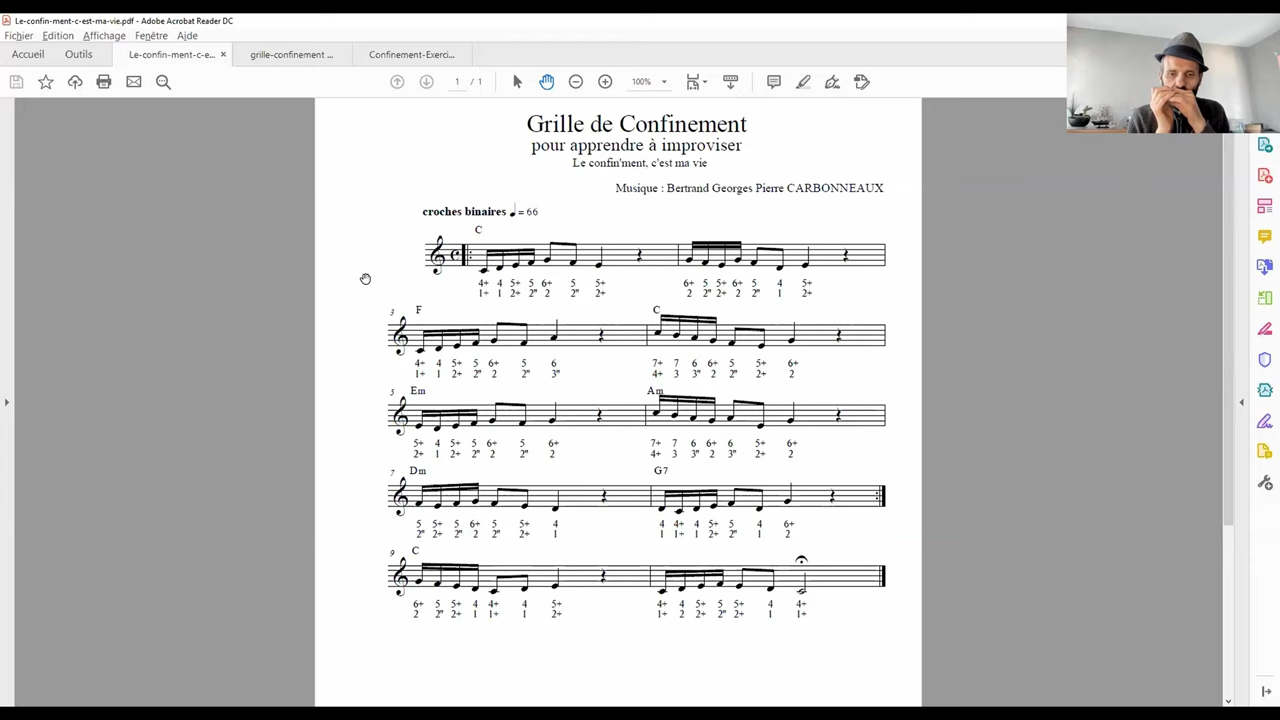 Le-confin-ment-c-est-ma-vie.pdf - Adobe Acrobat Reader DC
Fichier Edition Affichage Fenêtre Aide
Accueil Outils Le-confin-ment-c-e... × grille-confinement ... Confinement-Exerci...
1 / 1 100%
Grille de Confinement
pour apprendre à improviser
Le confin'ment, c'est ma vie
Musique : Bertrand Georges Pierre CARBONNEAUX
croches binaires ♩ = 66
C
4+ 4 5+ 5 6+ 5 5+ 6+ 5 5+ 6+ 5 4 5+
1+ 1 2+ 2" 2 2" 2+ 2 2" 2+ 2 2" 1 2+
3 F C
4+ 4 5+ 5 6+ 5 6 7+ 7 6 6+ 5 5+ 6+
1+ 1 2+ 2" 2 2" 3" 4+ 3 3" 2 2" 2+ 2
5 Em Am
5+ 4 5+ 5 6+ 5 6+ 7+ 7 6 6+ 6 5+ 6+
2+ 1 2+ 2" 2 2" 2 4+ 3 3" 2 3" 2+ 2
7 Dm G7
5 5+ 5 6+ 5 5+ 4 4 4+ 4 5+ 5 4 6+
2" 2+ 2" 2 2" 2+ 1 1 1+ 1 2+ 2" 1 2
9 C
6+ 5 5+ 4 4+ 4 5+ 4+ 4 5+ 5 5+ 4 4+
2 2" 2+ 1 1+ 1 2+ 1+ 2 2+ 2" 2+ 1 1+